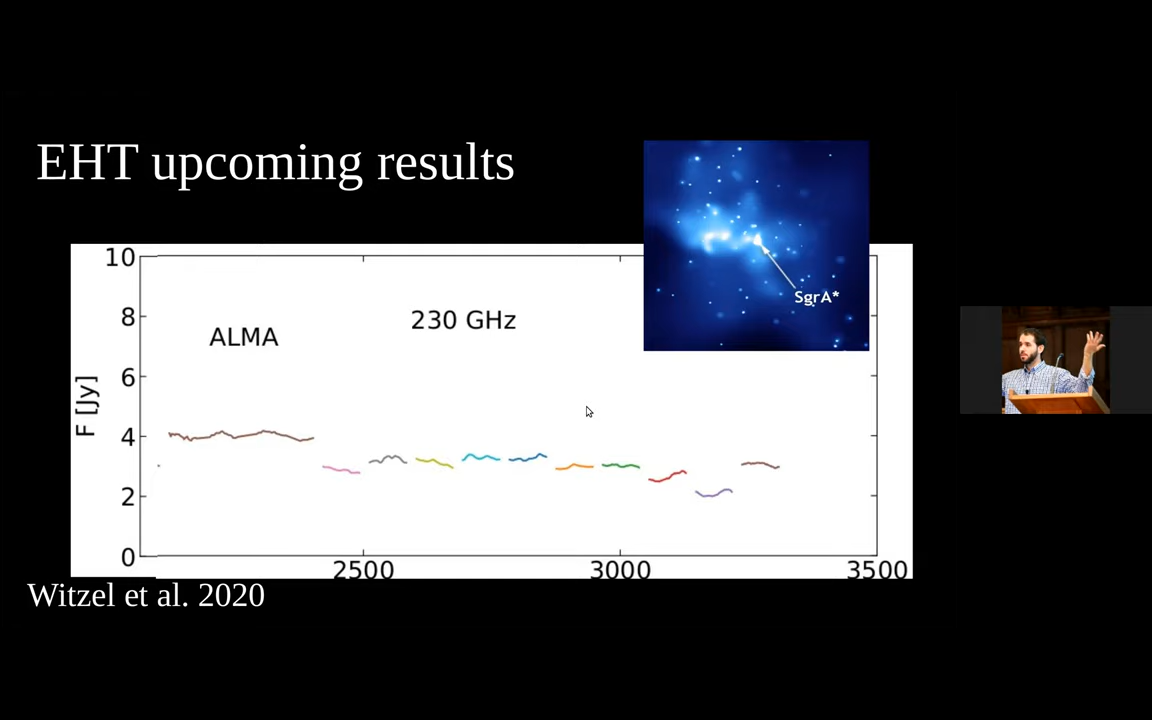 EHT upcoming results
SgrA*
10
8
6
4
2
0
F [Jy]
ALMA
230 GHz
2500
3000
3500
Witzel et al. 2020